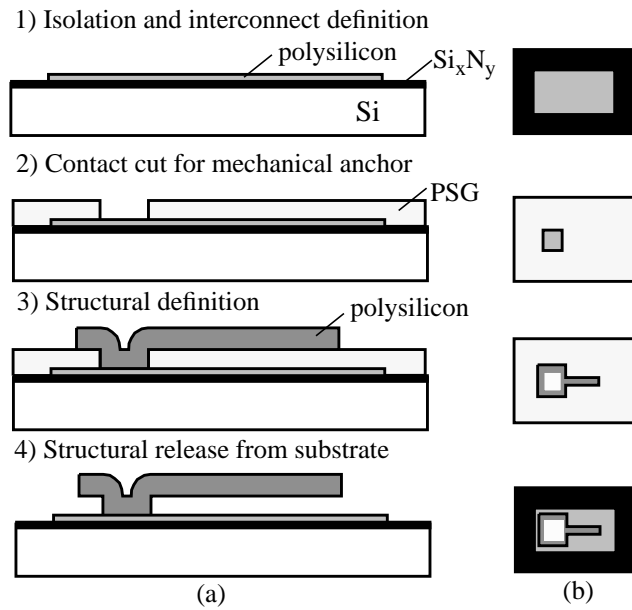 1) Isolation and interconnect definition
polysilicon
SixNy
Si
2) Contact cut for mechanical anchor
PSG
3) Structural definition
polysilicon
4) Structural release from substrate
(a)
(b)